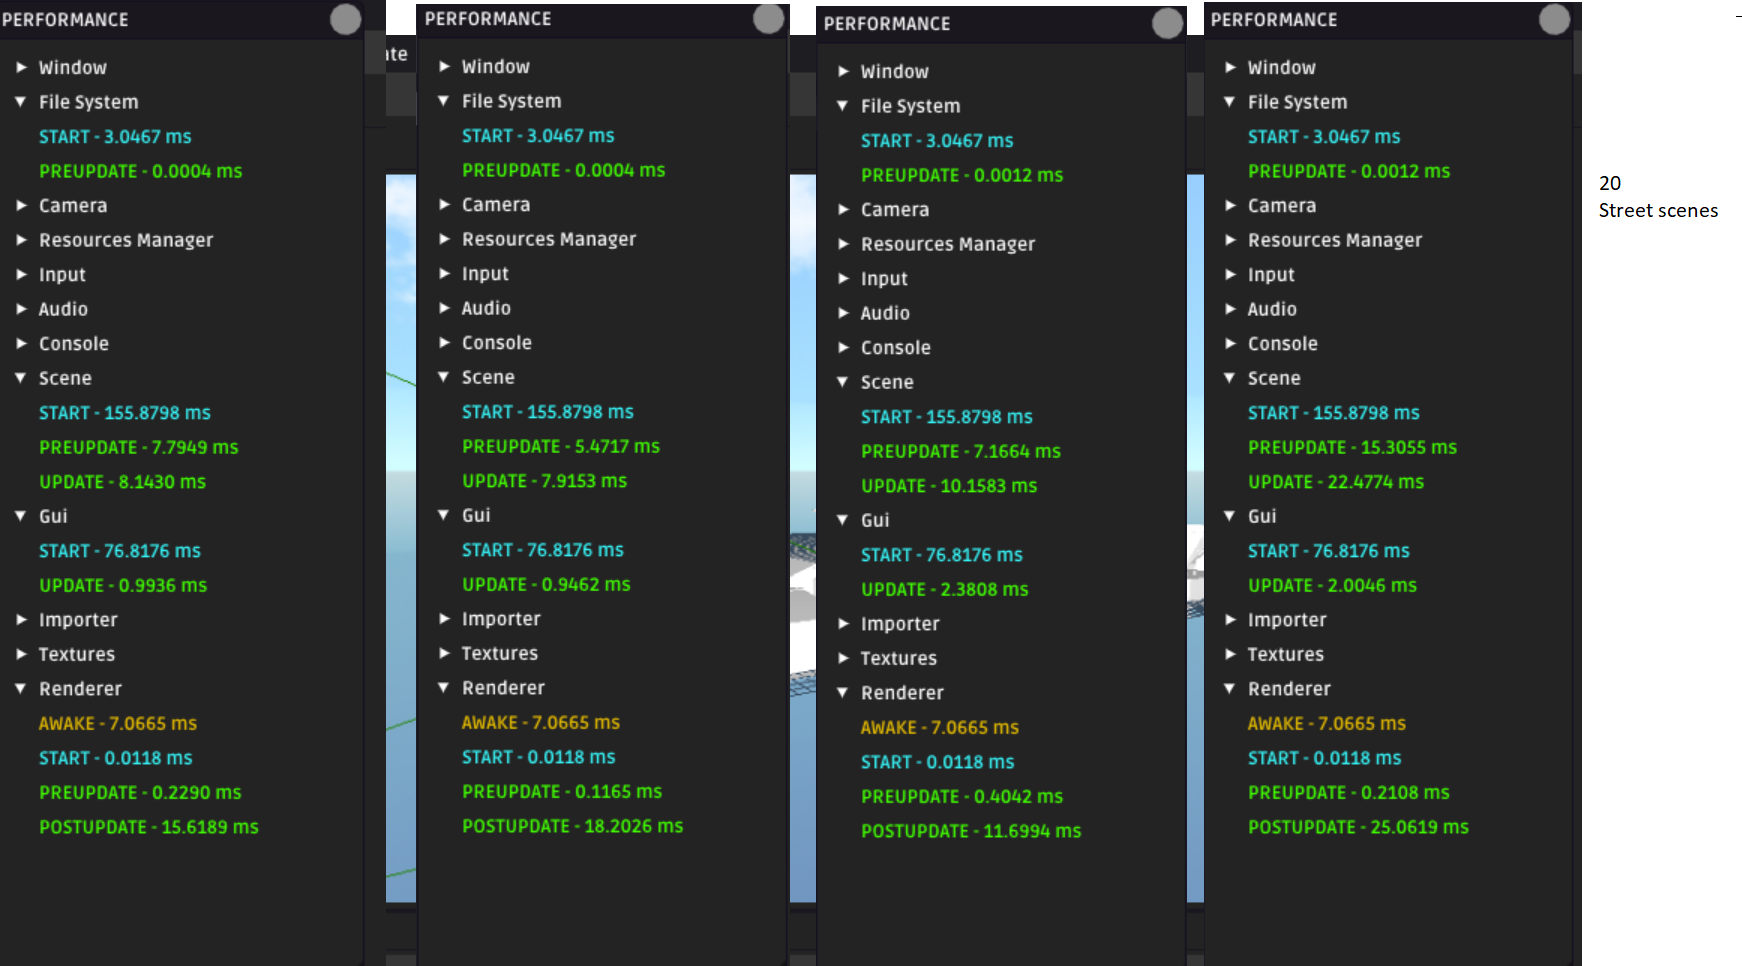 PERFORMANCE
Window
File System
START - 3.0467 ms
PREUPDATE - 0.0004 ms
Camera
Resources Manager
Input
Audio
Console
Scene
START - 155.8798 ms
PREUPDATE - 7.7949 ms
UPDATE - 8.1430 ms
Gui
START - 76.8176 ms
UPDATE - 0.9936 ms
Importer
Textures
Renderer
AWAKE - 7.0665 ms
START - 0.0118 ms
PREUPDATE - 0.2290 ms
POSTUPDATE - 15.6189 ms
ate
PERFORMANCE
Window
File System
START - 3.0467 ms
PREUPDATE - 0.0004 ms
Camera
Resources Manager
Input
Audio
Console
Scene
START - 155.8798 ms
PREUPDATE - 5.4717 ms
UPDATE - 7.9153 ms
Gui
START - 76.8176 ms
UPDATE - 0.9462 ms
Importer
Textures
Renderer
AWAKE - 7.0665 ms
START - 0.0118 ms
PREUPDATE - 0.1165 ms
POSTUPDATE - 18.2026 ms
PERFORMANCE
Window
File System
START - 3.0467 ms
PREUPDATE - 0.0012 ms
Camera
Resources Manager
Input
Audio
Console
Scene
START - 155.8798 ms
PREUPDATE - 7.1664 ms
UPDATE - 10.1583 ms
Gui
START - 76.8176 ms
UPDATE - 2.3808 ms
Importer
Textures
Renderer
AWAKE - 7.0665 ms
START - 0.0118 ms
PREUPDATE - 0.4042 ms
POSTUPDATE - 11.6994 ms
PERFORMANCE
Window
File System
START - 3.0467 ms
PREUPDATE - 0.0012 ms
Camera
Resources Manager
Input
Audio
Console
Scene
START - 155.8798 ms
PREUPDATE - 15.3055 ms
UPDATE - 22.4774 ms
Gui
START - 76.8176 ms
UPDATE - 2.0046 ms
Importer
Textures
Renderer
AWAKE - 7.0665 ms
START - 0.0118 ms
PREUPDATE - 0.2108 ms
POSTUPDATE - 25.0619 ms
20
Street scenes